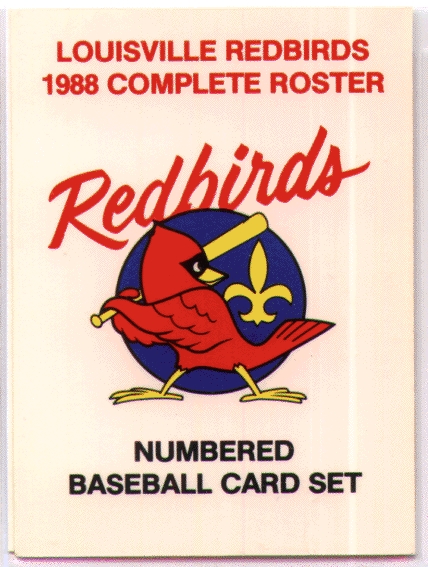 LOUISVILLE REDBIRDS
1988 COMPLETE ROSTER
Redbirds
NUMBERED
BASEBALL CARD SET